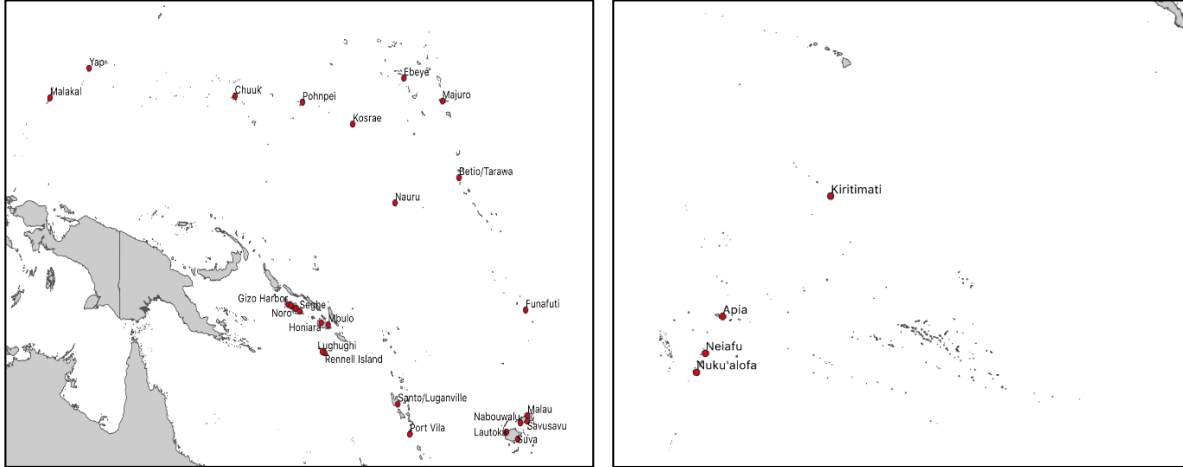 Yap
Malakal
Chuuk
Pohnpei
Ebeye
Majuro
Kosrae
Betio/Tarawa
Nauru
Gizo Harbor
Seghe
Noro
Honiara
Mbulo
Lughughi
Rennell Island
Funafuti
Santo/Luganville
Port Vila
Malau
Nabouwalu
Savusavu
Lautoka
Suva
Kiritimati
Apia
Neiafu
Nuku'alofa